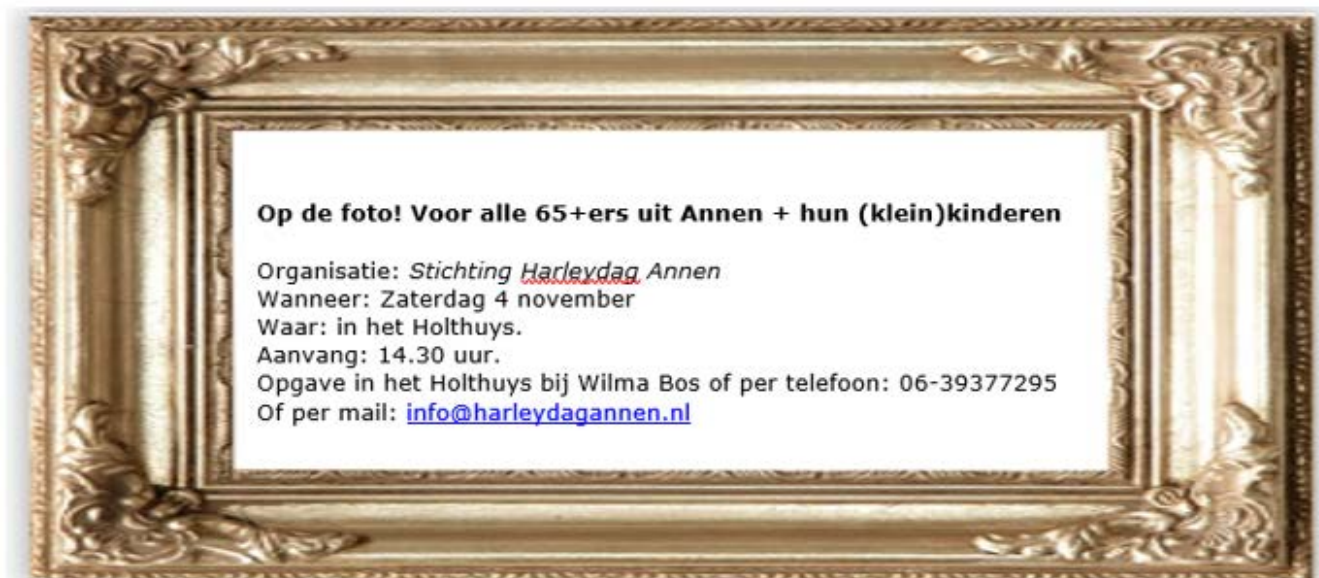 Op de foto! Voor alle 65+ers uit Annen + hun (klein)kinderen
Organisatie: Stichting Harleydag Annen
Wanneer: Zaterdag 4 november
Waar: in het Holthuys.
Aanvang: 14.30 uur.
Opgave in het Holthuys bij Wilma Bos of per telefoon: 06-39377295
Of per mail: info@harleydagannen.nl